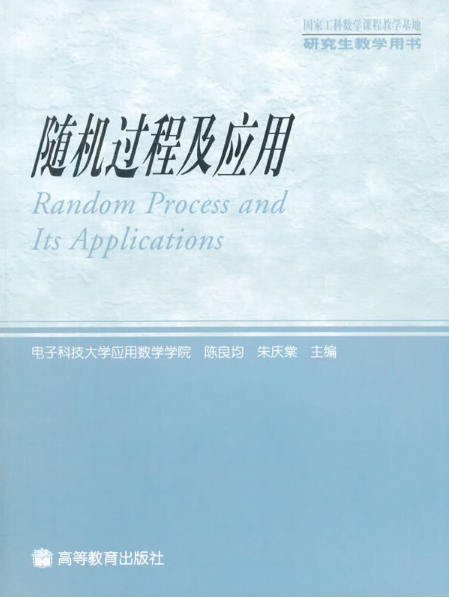 国家工科数学课程教学基地
研究生教学用书
随机过程及应用
Random Process and
Its Applications
电子科技大学应用数学学院 陈良均 朱庆棠 主编
高等教育出版社